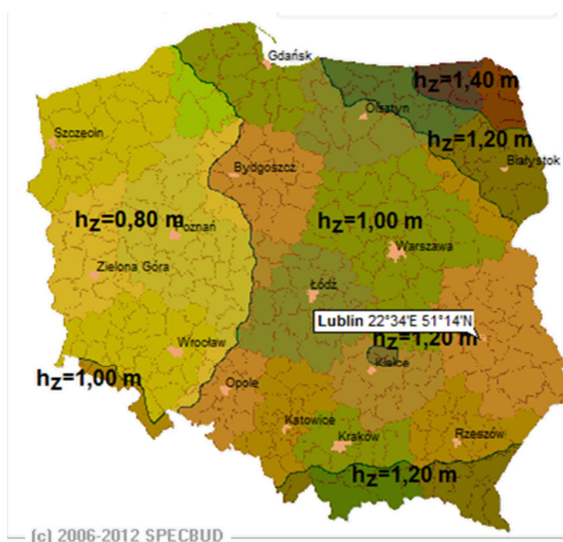 Gdańsk
hz=1,40 m
Olsztyn
Szczecin
hz=1,20 m
Białystok
Bydgoszcz
hz=0,80 m
Poznań
hz=1,00 m
Warszawa
Zielona Góra
Łódź
Lublin 22°34'E 51°14'N
hz=1,20 m
Wrocław
Kielce
hz=1,00 m
Opole
Katowice
Kraków
Rzeszów
hz=1,20 m
(c) 2006-2012 SPECBUD